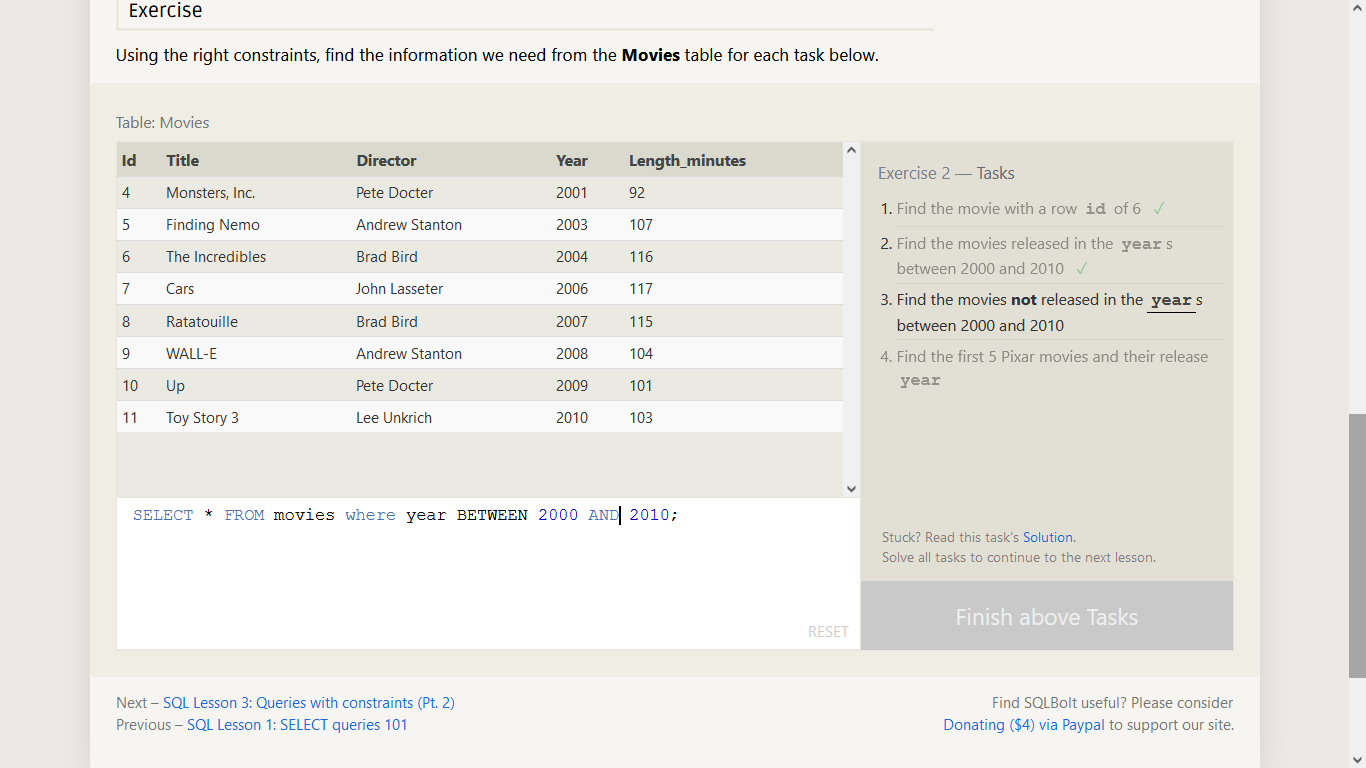 Exercise
Using the right constraints, find the information we need from the Movies table for each task below.
Table: Movies
Id Title Director Year Length_minutes
4 Monsters, Inc. Pete Docter 2001 92
5 Finding Nemo Andrew Stanton 2003 107
6 The Incredibles Brad Bird 2004 116
7 Cars John Lasseter 2006 117
8 Ratatouille Brad Bird 2007 115
9 WALL-E Andrew Stanton 2008 104
10 Up Pete Docter 2009 101
11 Toy Story 3 Lee Unkrich 2010 103
SELECT * FROM movies where year BETWEEN 2000 AND 2010;
RESET
Exercise 2 — Tasks
1. Find the movie with a row id of 6 ✓
2. Find the movies released in the year s
between 2000 and 2010 ✓
3. Find the movies not released in the year s
between 2000 and 2010
4. Find the first 5 Pixar movies and their release
year
Stuck? Read this task's Solution.
Solve all tasks to continue to the next lesson.
Finish above Tasks
Next – SQL Lesson 3: Queries with constraints (Pt. 2)
Previous – SQL Lesson 1: SELECT queries 101
Find SQLBolt useful? Please consider
Donating ($4) via Paypal to support our site.